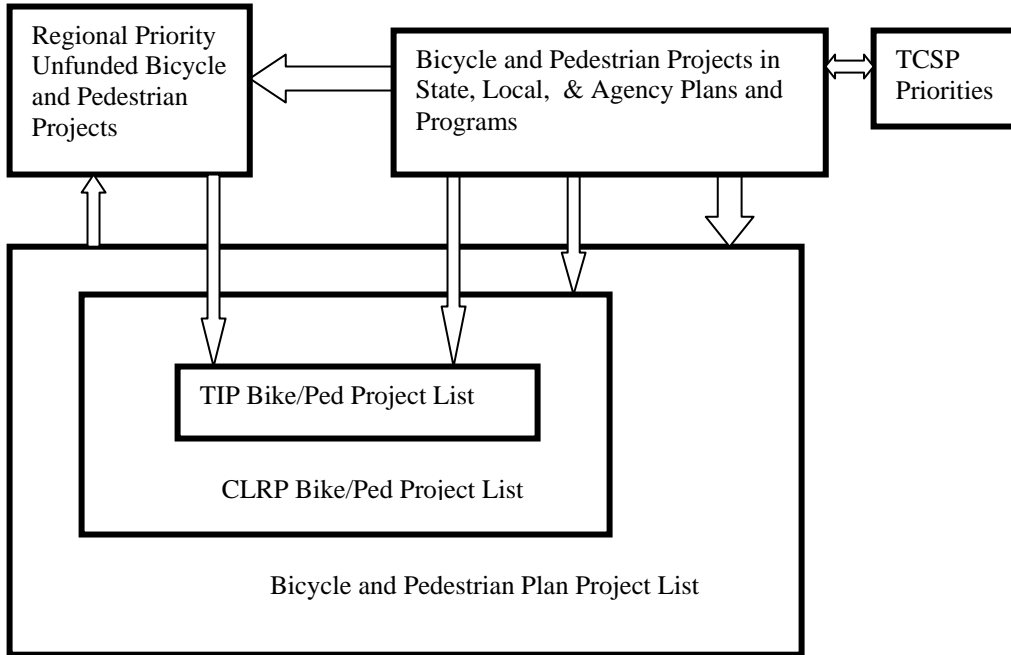 Regional Priority
Unfunded Bicycle
and Pedestrian
Projects
Bicycle and Pedestrian Projects in
State, Local,  & Agency Plans and
Programs
TCSP
Priorities
TIP Bike/Ped Project List
CLRP Bike/Ped Project List
Bicycle and Pedestrian Plan Project List